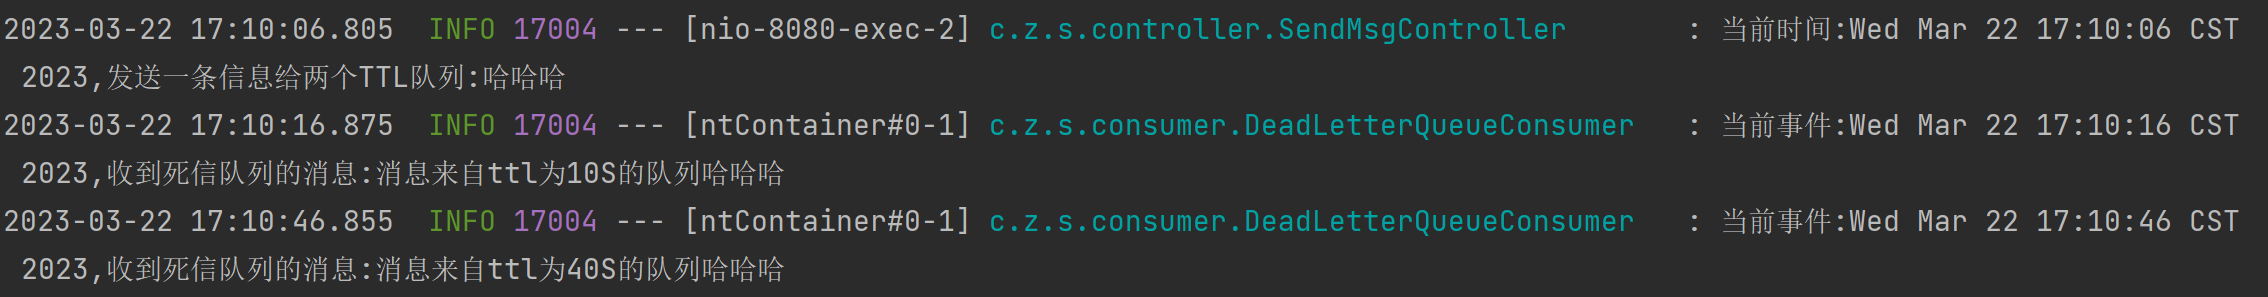 2023-03-22 17:10:06.805  INFO 17004 --- [nio-8080-exec-2] c.z.s.controller.SendMsgController       : 当前时间:Wed Mar 22 17:10:06 CST
 2023,发送一条信息给两个TTL队列:哈哈哈
2023-03-22 17:10:16.875  INFO 17004 --- [ntContainer#0-1] c.z.s.consumer.DeadLetterQueueConsumer   : 当前事件:Wed Mar 22 17:10:16 CST
 2023,收到死信队列的消息:消息来自ttl为10S的队列哈哈哈
2023-03-22 17:10:46.855  INFO 17004 --- [ntContainer#0-1] c.z.s.consumer.DeadLetterQueueConsumer   : 当前事件:Wed Mar 22 17:10:46 CST
 2023,收到死信队列的消息:消息来自ttl为40S的队列哈哈哈